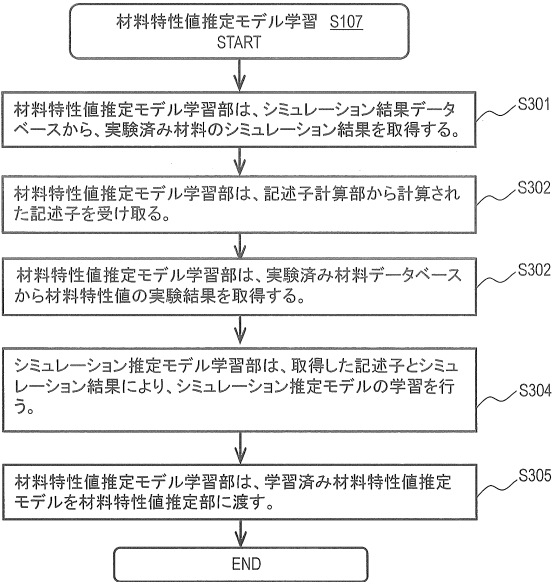 材料特性値推定モデル学習 S107
START
材料特性値推定モデル学習部は、シミュレーション結果データ
ベースから、実験済み材料のシミュレーション結果を取得する。
S301
材料特性値推定モデル学習部は、記述子計算部から計算され
た記述子を受け取る。
S302
材料特性値推定モデル学習部は、実験済み材料データベース
から材料特性値の実験結果を取得する。
S302
シミュレーション推定モデル学習部は、取得した記述子とシミュ
レーション結果により、シミュレーション推定モデルの学習を行
う。
S304
材料特性値推定モデル学習部は、学習済み材料特性値推定
モデルを材料特性値推定部に渡す。
S305
END